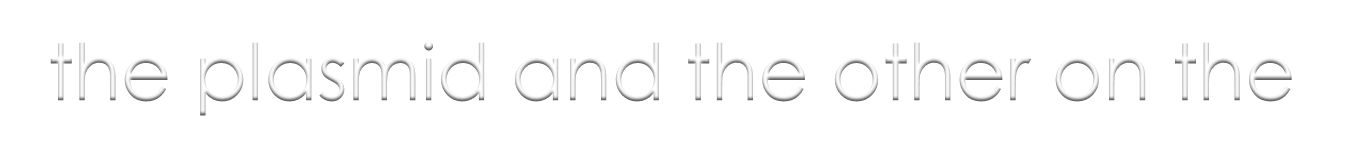 the plasmid and the other on the